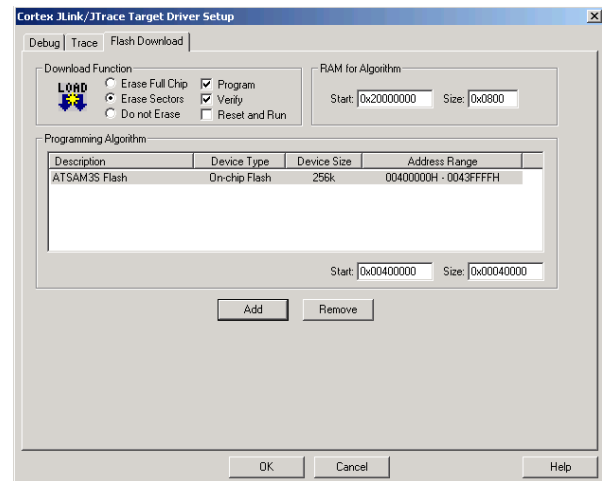 Cortex JLink/JTrace Target Driver Setup
Debug Trace Flash Download
Download Function
LOAD
Erase Full Chip
Erase Sectors
Do not Erase
Program
Verify
Reset and Run
RAM for Algorithm
Start: 0x20000000 Size: 0x0800
Programming Algorithm
Description Device Type Device Size Address Range
ATSAM3S Flash On-chip Flash 256k 00400000H - 0043FFFFH
Start: 0x00400000 Size: 0x00040000
Add Remove
OK Cancel Help